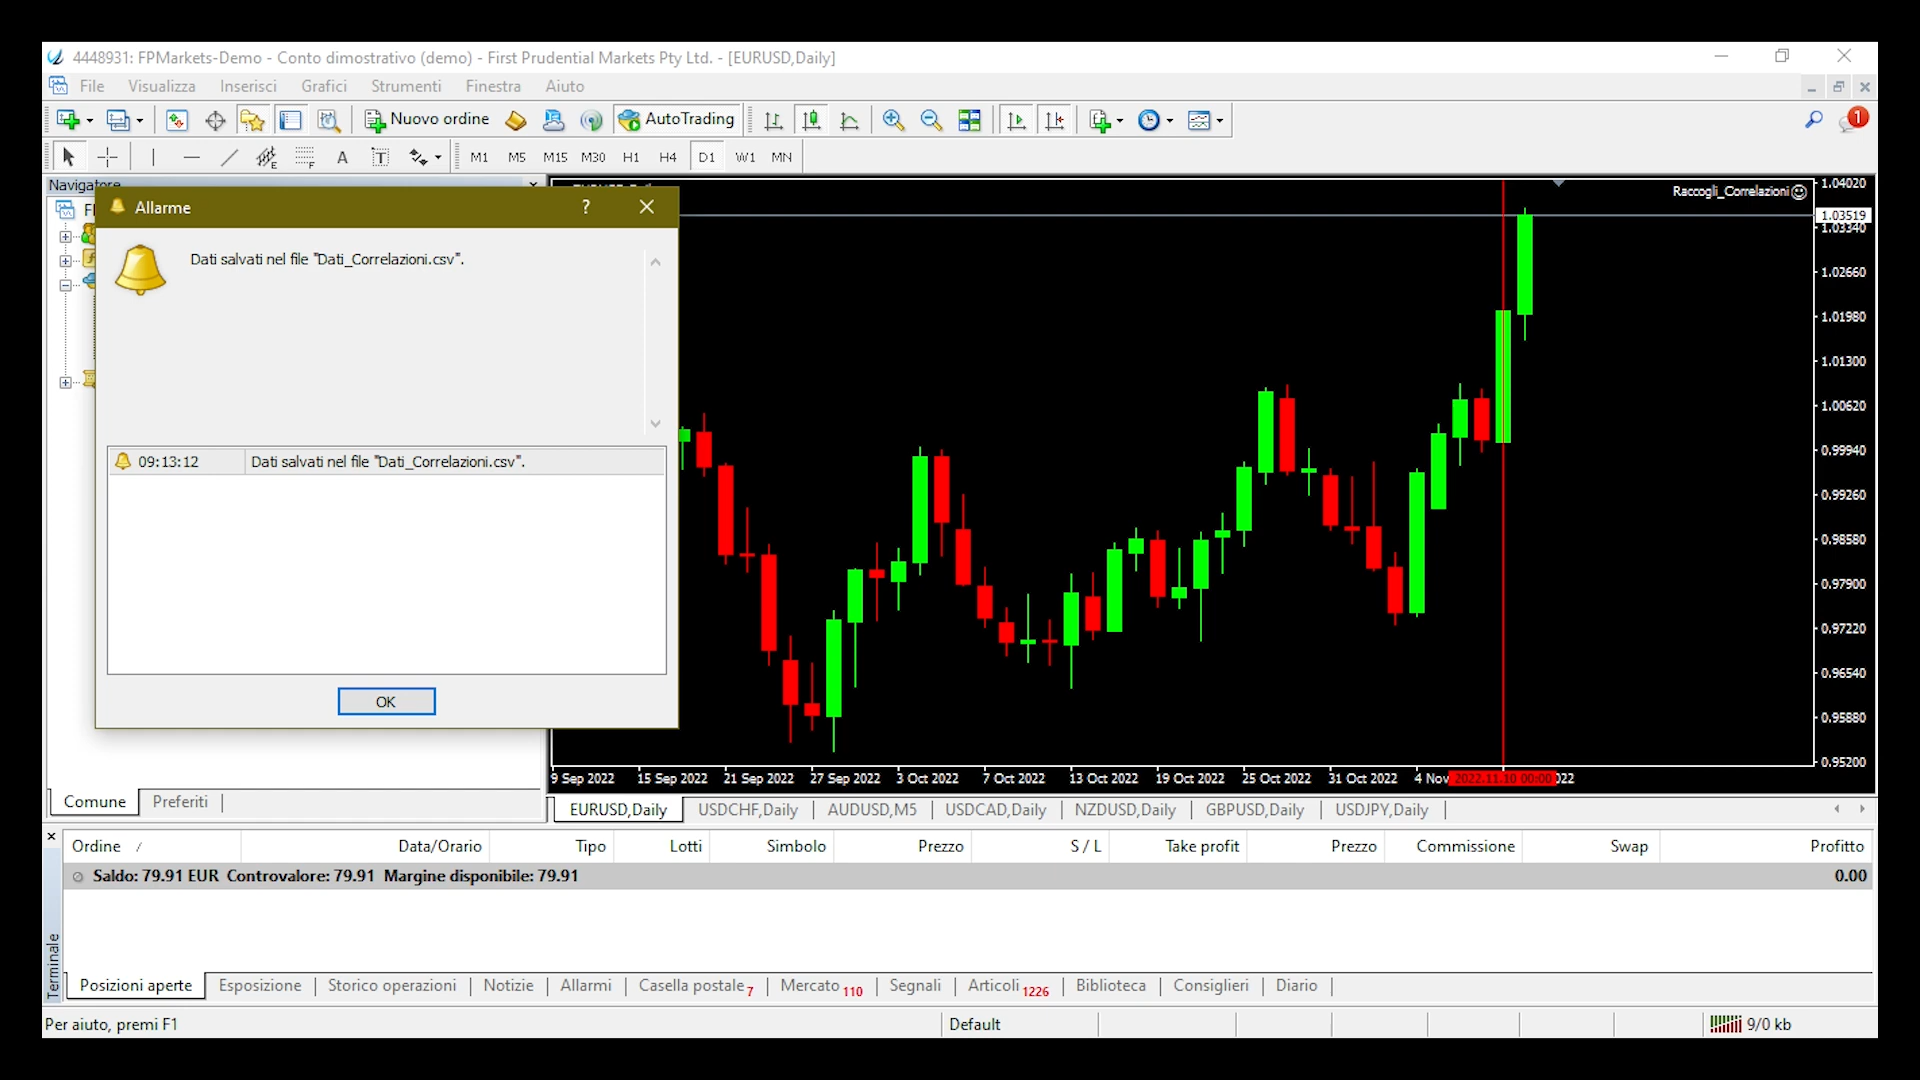 4448931: FPMarkets-Demo - Conto dimostrativo (demo) - First Prudential Markets Pty Ltd. - [EURUSD,Daily]
File Visualizza Inserisci Grafici Strumenti Finestra Aiuto
Nuovo ordine AutoTrading 1
A T M1 M5 M15 M30 H1 H4 D1 W1 MN
Navigatore
Allarme ?
Dati salvati nel file "Dati_Correlazioni.csv".
09:13:12 Dati salvati nel file "Dati_Correlazioni.csv".
OK
Comune Preferiti
Raccogli_Correlazioni
1.04020
1.03519
1.03340
1.02660
1.01980
1.01300
1.00620
0.99940
0.99260
0.98580
0.97900
0.97220
0.96540
0.95880
0.95200
9 Sep 2022 15 Sep 2022 21 Sep 2022 27 Sep 2022 3 Oct 2022 7 Oct 2022 13 Oct 2022 19 Oct 2022 25 Oct 2022 31 Oct 2022 4 Nov 2022.11.10 00:00 022
EURUSD,Daily USDCHF,Daily AUDUSD,M5 USDCAD,Daily NZDUSD,Daily GBPUSD,Daily USDJPY,Daily
Ordine / Data/Orario Tipo Lotti Simbolo Prezzo S / L Take profit Prezzo Commissione Swap Profitto
Saldo: 79.91 EUR Controvalore: 79.91 Margine disponibile: 79.91 0.00
Terminale
Posizioni aperte Esposizione Storico operazioni Notizie Allarmi Casella postale 7 Mercato 110 Segnali Articoli 1226 Biblioteca Consiglieri Diario
Per aiuto, premi F1 Default 9/0 kb